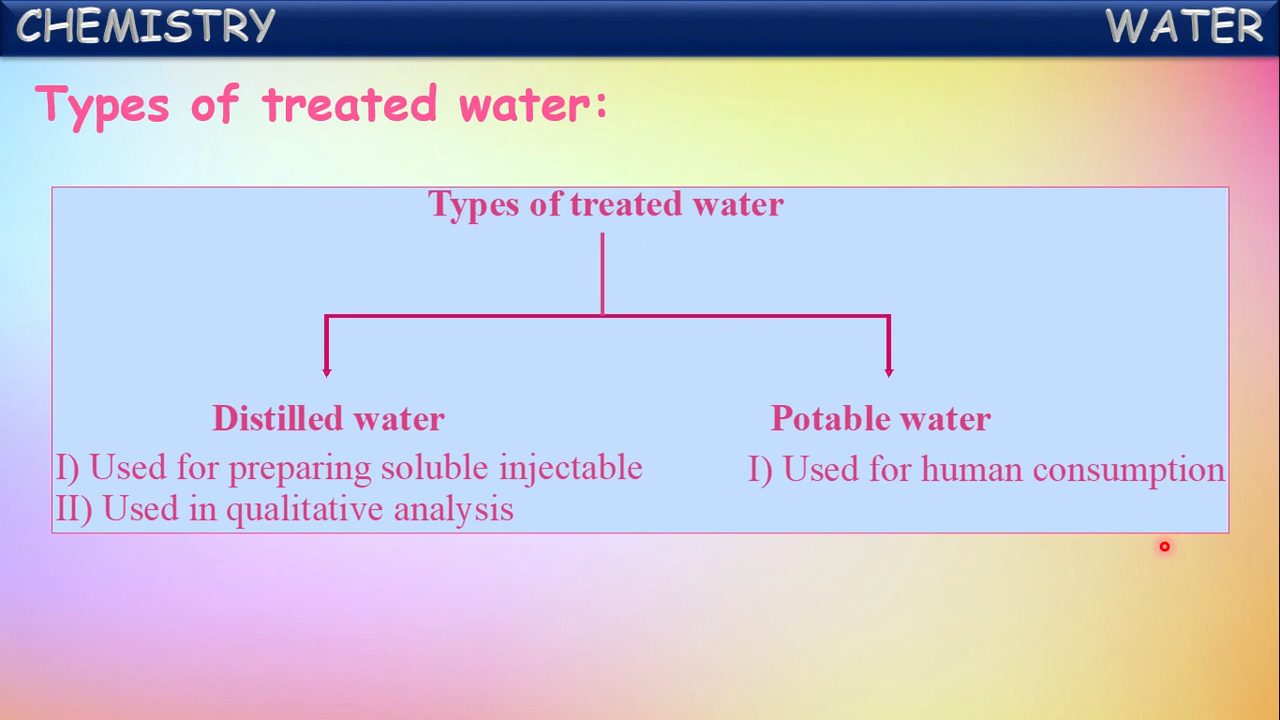 CHEMISTRY WATER
Types of treated water:
Types of treated water
Distilled water
I) Used for preparing soluble injectable
II) Used in qualitative analysis
Potable water
I) Used for human consumption